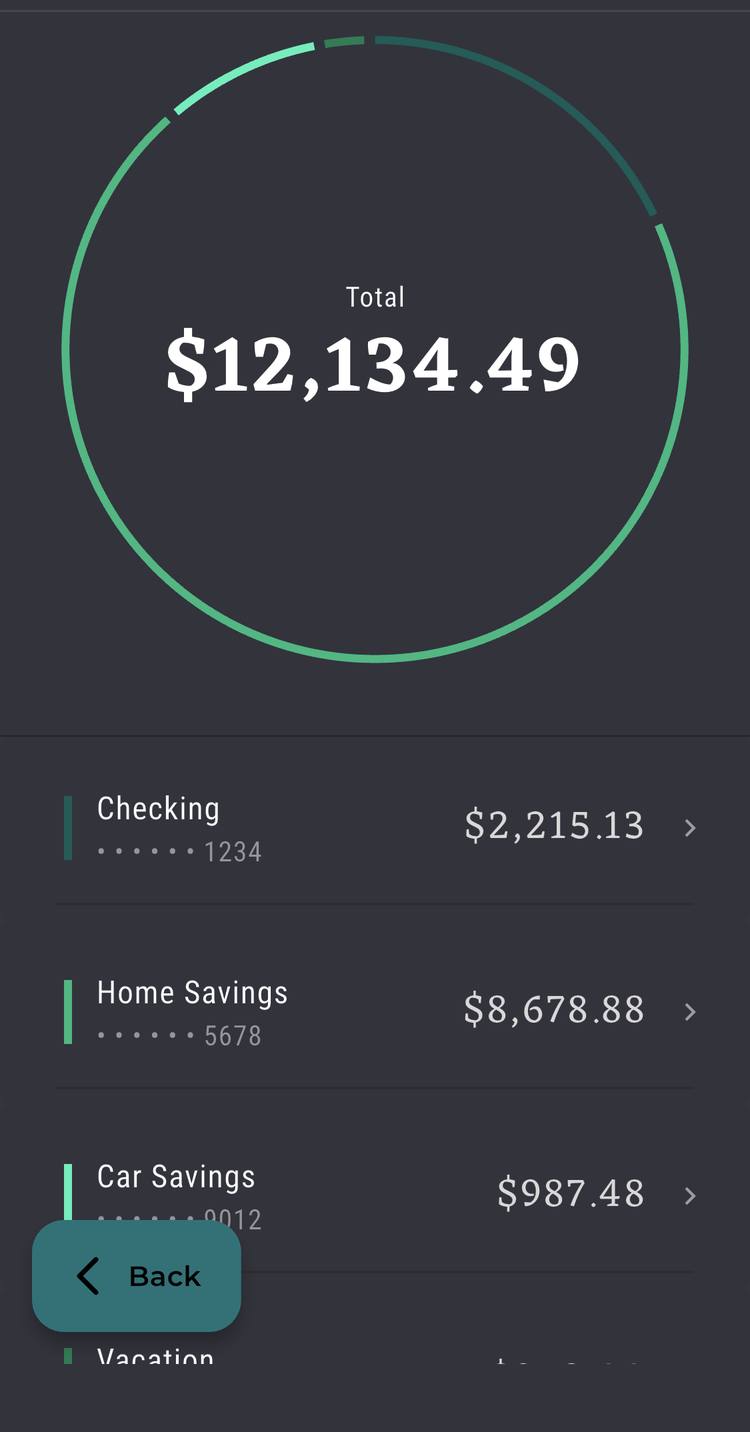 Total
$12,134.49
Checking
• • • • • • 1234
$2,215.13
Home Savings
• • • • • • 5678
$8,678.88
Car Savings
• • • • • • 9012
$987.48
Back
Vacation